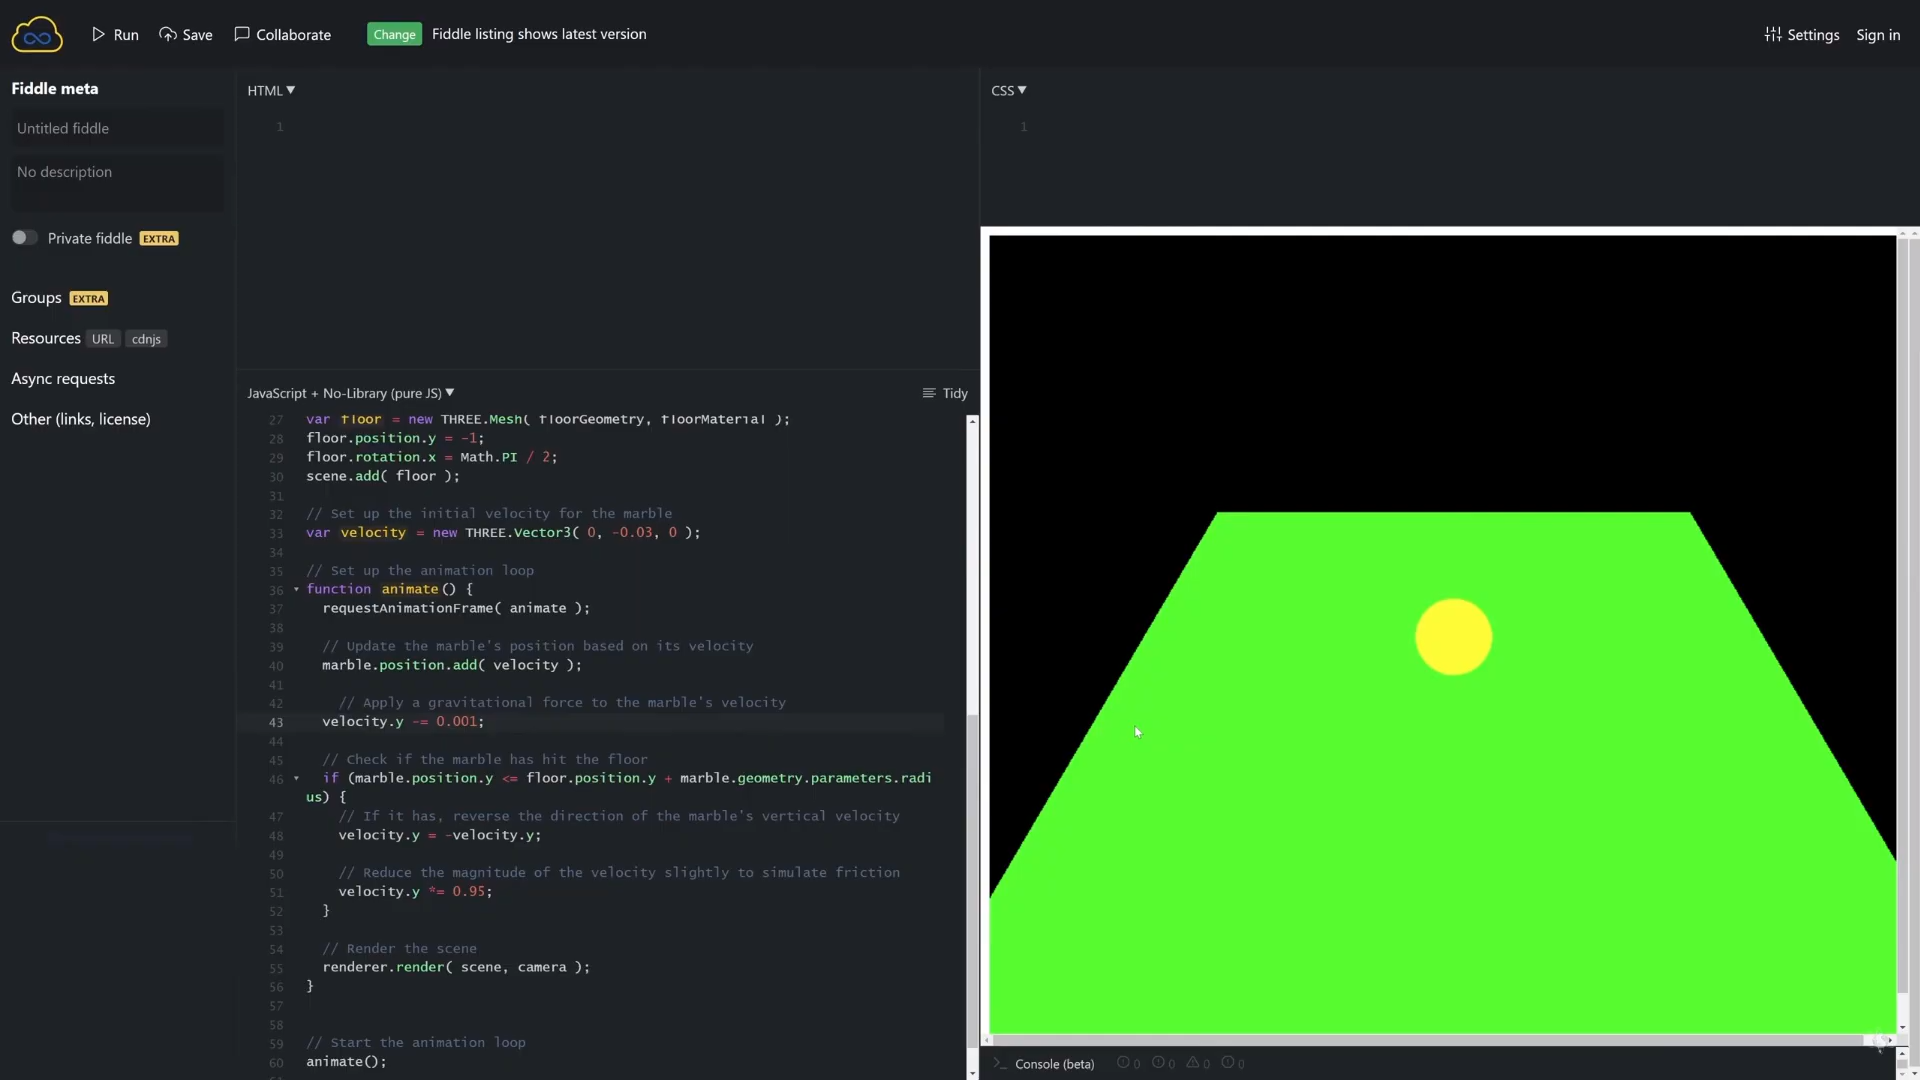 Run Save Collaborate Change Fiddle listing shows latest version Settings Sign in
Fiddle meta
Untitled fiddle
No description
Private fiddle EXTRA
Groups EXTRA
Resources URL cdnjs
Async requests
Other (links, license)
HTML ▼
1
CSS ▼
1
JavaScript + No-Library (pure JS) ▼ Tidy
27 var floor = new THREE.Mesh( floorGeometry, floorMaterial );
28 floor.position.y = -1;
29 floor.rotation.x = Math.PI / 2;
30 scene.add( floor );
31
32 // Set up the initial velocity for the marble
33 var velocity = new THREE.Vector3( 0, -0.03, 0 );
34
35 // Set up the animation loop
36 function animate() {
37 requestAnimationFrame( animate );
38
39 // Update the marble's position based on its velocity
40 marble.position.add( velocity );
41
42 // Apply a gravitational force to the marble's velocity
43 velocity.y -= 0.001;
44
45 // Check if the marble has hit the floor
46 if (marble.position.y <= floor.position.y + marble.geometry.parameters.radi
us) {
47 // If it has, reverse the direction of the marble's vertical velocity
48 velocity.y = -velocity.y;
49
50 // Reduce the magnitude of the velocity slightly to simulate friction
51 velocity.y *= 0.95;
52 }
53
54 // Render the scene
55 renderer.render( scene, camera );
56 }
57
58
59 // Start the animation loop
60 animate();
>_ Console (beta) 0 0 0 0